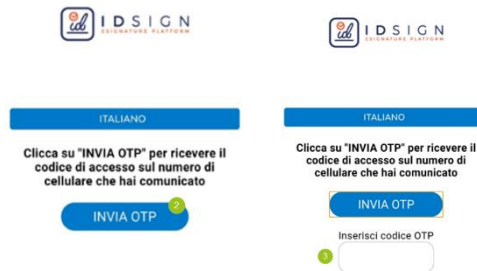 IDSIGN
ESIGNATURE PLATFORM
ITALIANO
Clicca su "INVIA OTP" per ricevere il
codice di accesso sul numero di
cellulare che hai comunicato
INVIA OTP
2
IDSIGN
ESIGNATURE PLATFORM
ITALIANO
Clicca su "INVIA OTP" per ricevere il
codice di accesso sul numero di
cellulare che hai comunicato
INVIA OTP
Inserisci codice OTP
3